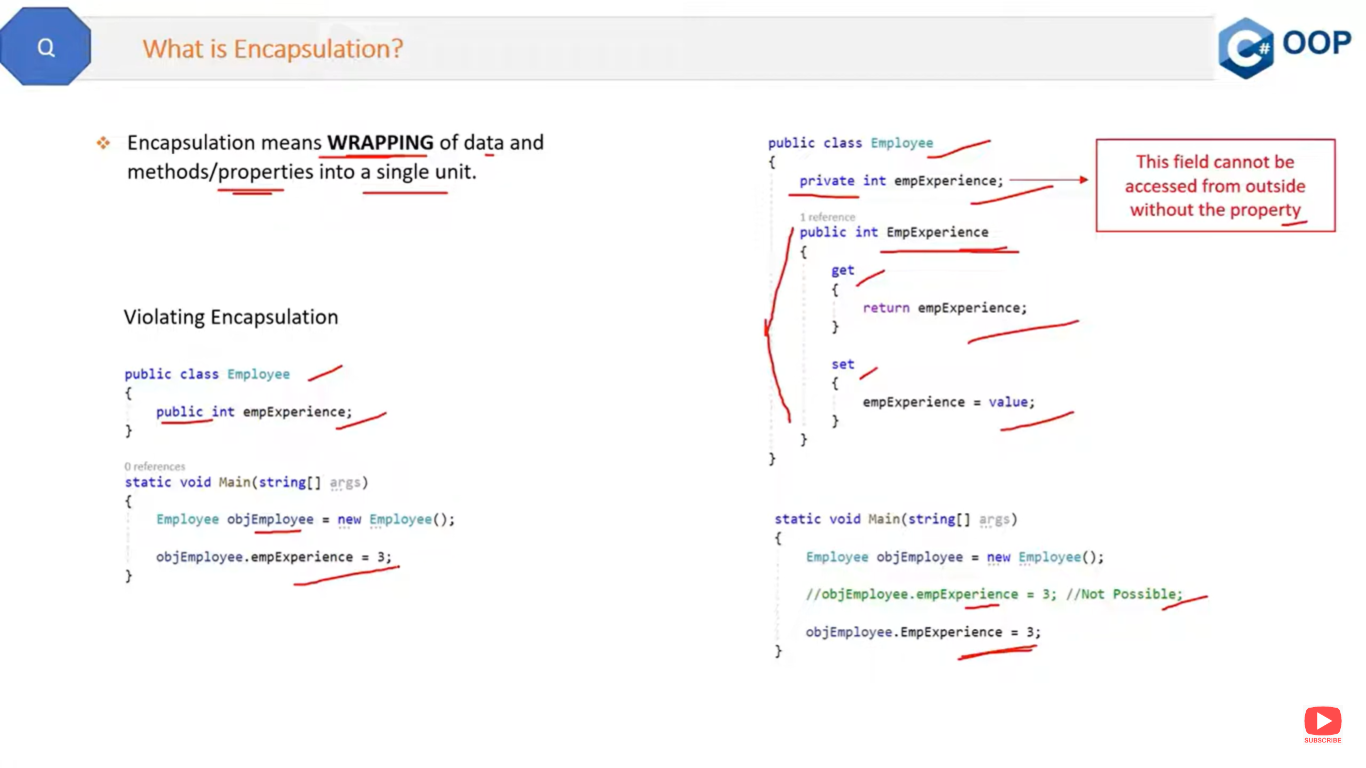 Q
What is Encapsulation?
C# OOP
Encapsulation means WRAPPING of data and
methods/properties into a single unit.
Violating Encapsulation
public class Employee
{
public int empExperience;
}
0 references
static void Main(string[] args)
{
Employee objEmployee = new Employee();
objEmployee.empExperience = 3;
}
public class Employee
{
private int empExperience;
1 reference
public int EmpExperience
{
get
{
return empExperience;
}
set
{
empExperience = value;
}
}
}
This field cannot be
accessed from outside
without the property
static void Main(string[] args)
{
Employee objEmployee = new Employee();
//objEmployee.empExperience = 3; //Not Possible;
objEmployee.EmpExperience = 3;
}
SUBSCRIBE